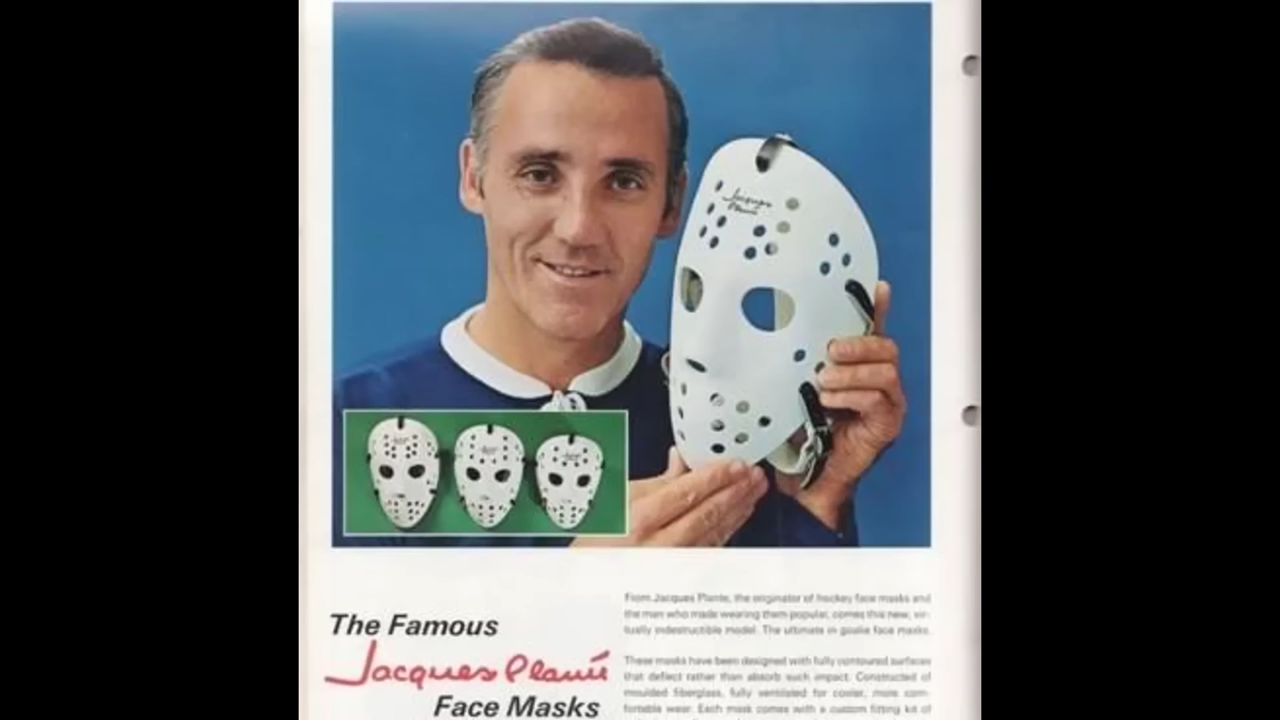 Jacques
Plante
The Famous
Jacques Plante
Face Masks
From Jacques Plante, the originator of hockey face masks and
the man who made wearing them popular, comes this new, vir-
tually indestructible model. The ultimate in goalie face masks.
These masks have been designed with fully contoured surfaces
that deflect rather than absorb such impact. Constructed of
moulded fiberglass, fully ventilated for cooler, more com-
fortable wear. Each mask comes with a custom fitting kit of